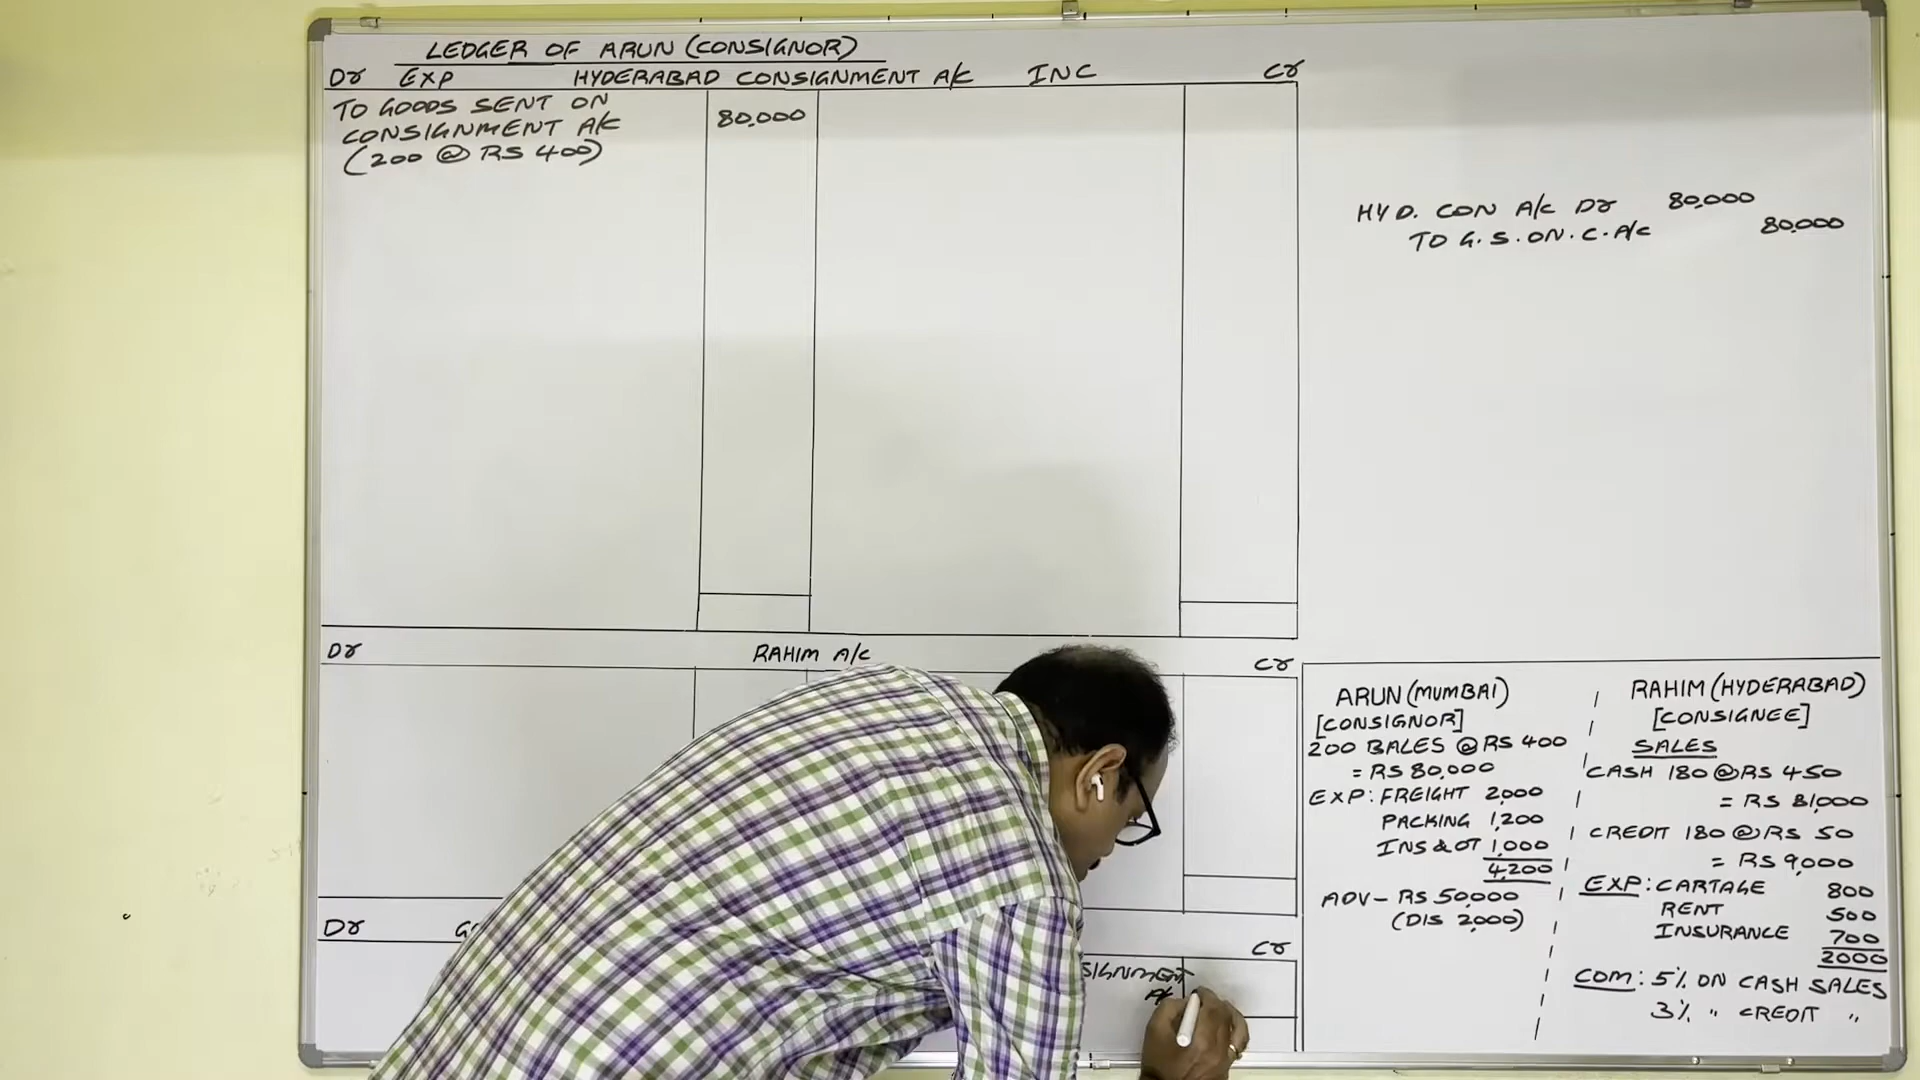 LEDGER OF ARUN (CONSIGNOR)
Dr EXP HYDERABAD CONSIGNMENT A/c INC Cr
TO GOODS SENT ON
CONSIGNMENT A/c
(200 @ RS 400)
80,000
HYD. CON A/c Dr 80,000
TO G.S.ON.C.A/c 80,000
Dr RAHIM A/c Cr
Dr Cr
A/c
ARUN (MUMBAI)
[CONSIGNOR]
200 BALES @ RS 400
= RS 80,000
EXP: FREIGHT 2,000
PACKING 1,200
INS & OT 1,000
4,200
ADV - RS 50,000
(DIS 2,000)
RAHIM (HYDERABAD)
[CONSIGNEE]
SALES
CASH 180 @ RS 450
= RS 81,000
CREDIT 180 @ RS 50
= RS 9,000
EXP: CARTAGE 800
RENT 500
INSURANCE 700
2000
COM: 5% ON CASH SALES
3% " CREDIT "